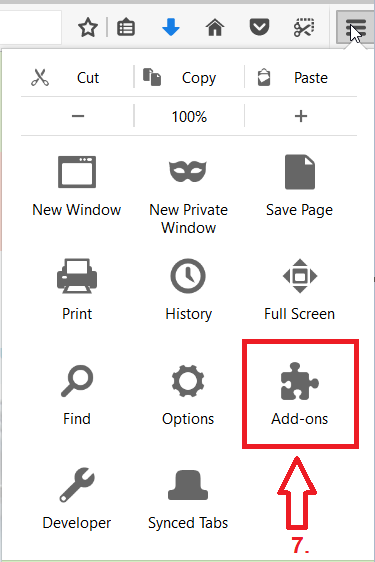 Cut Copy Paste
100%
New Window New Private Window Save Page
Print History Full Screen
Find Options Add-ons
Developer Synced Tabs
7.